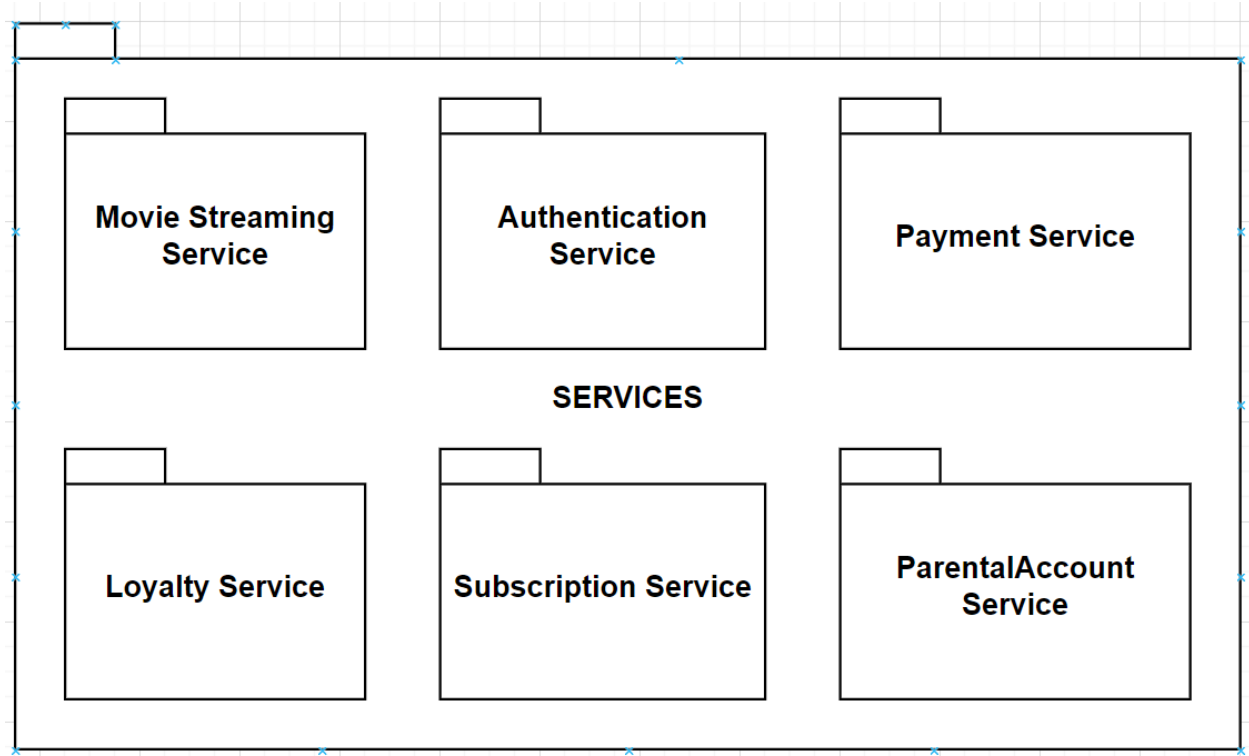 Movie Streaming
Service
Authentication
Service
Payment Service
SERVICES
Loyalty Service
Subscription Service
ParentalAccount
Service